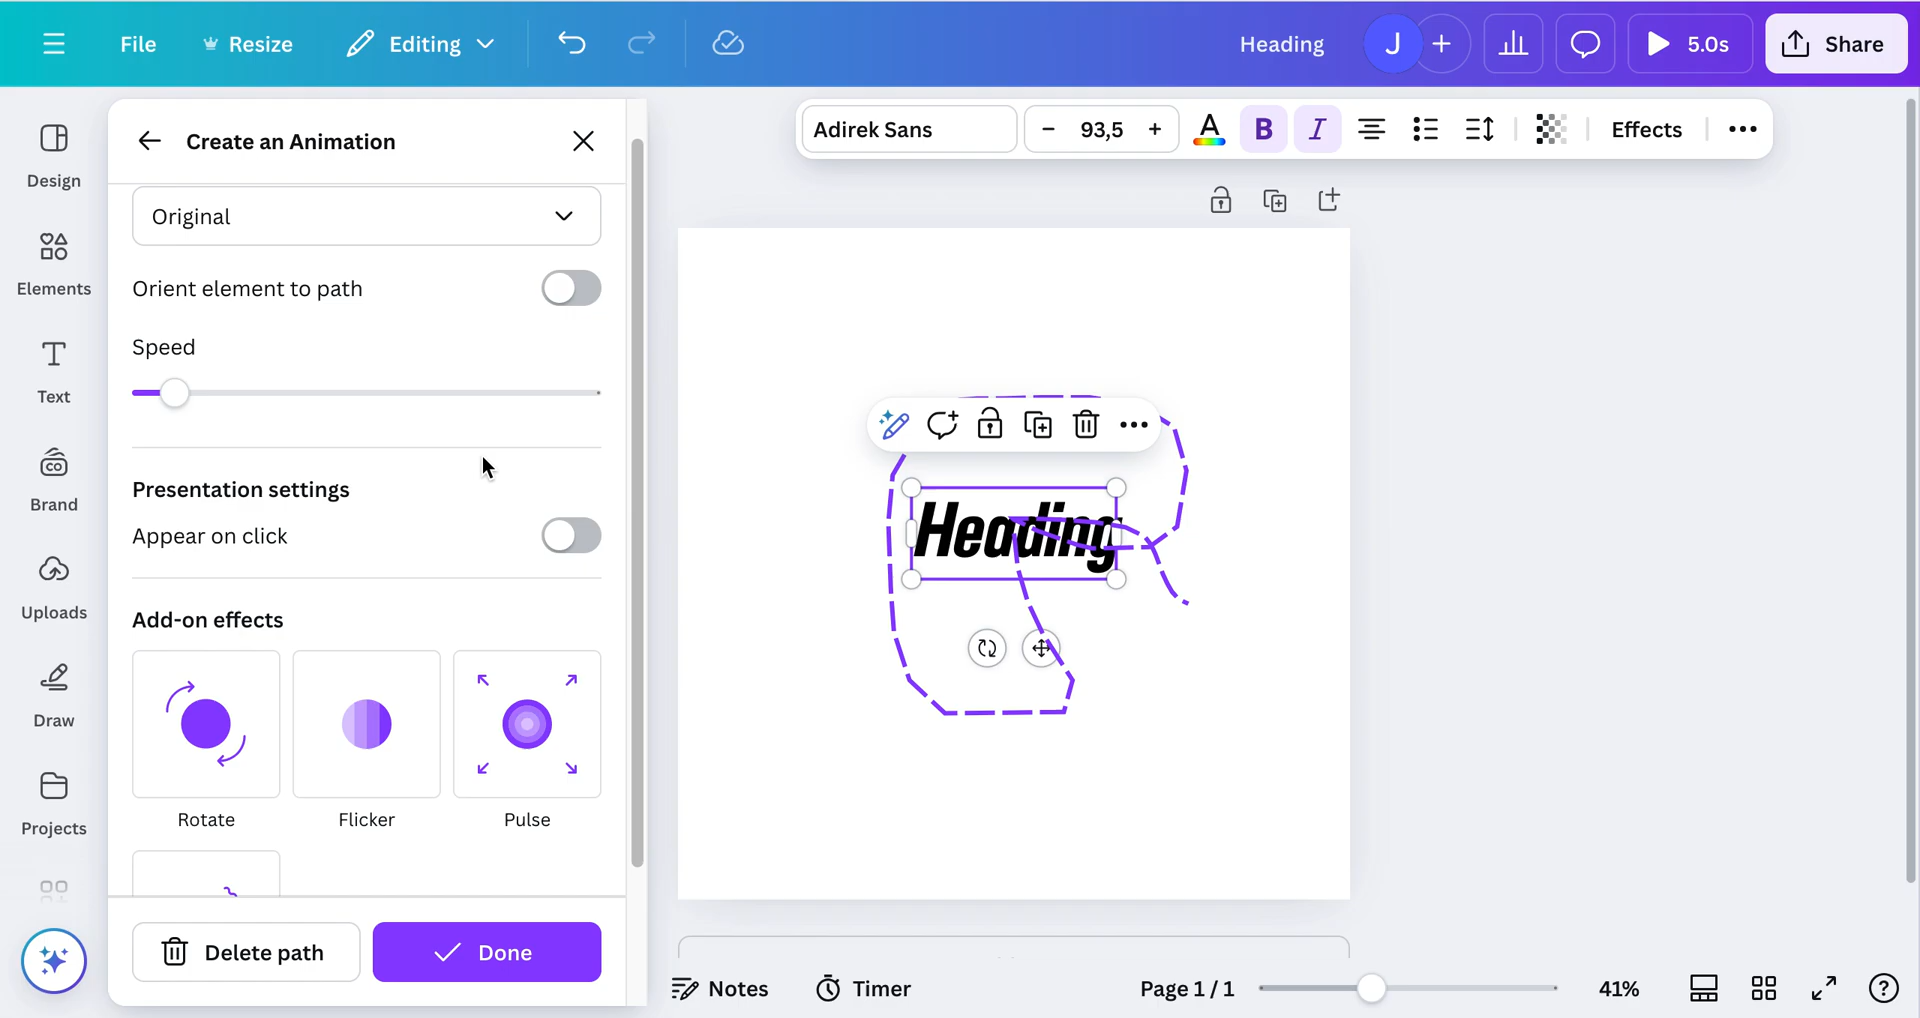 File
Resize
Editing
Heading
J
5.0s
Share
Design
Elements
Text
Brand
Uploads
Draw
Projects
Create an Animation
Original
Orient element to path
Speed
Presentation settings
Appear on click
Add-on effects
Rotate
Flicker
Pulse
Delete path
Done
Adirek Sans
− 93,5 +
A
B
I
Effects
Heading
Notes
Timer
Page 1 / 1
41%